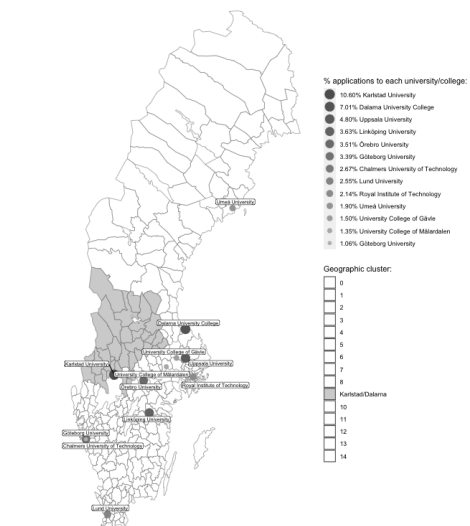 % applications to each university/college:
10.60% Karlstad University
7.01% Dalarna University College
4.80% Uppsala University
3.63% Linköping University
3.51% Örebro University
3.39% Göteborg University
2.67% Chalmers University of Technology
2.55% Lund University
2.14% Royal Institute of Technology
1.90% Umeå University
1.50% University College of Gävle
1.35% University College of Mälardalen
1.06% Göteborg University
Geographic cluster:
0
1
2
3
4
5
6
7
8
Karlstad/Dalarna
10
11
12
13
14
Umeå University
Dalarna University College
University College of Gävle
Karlstad University
Uppsala University
University College of Mälardalen
Örebro University
Royal Institute of Technology
Linköping University
Göteborg University
Chalmers University of Technology
Lund University